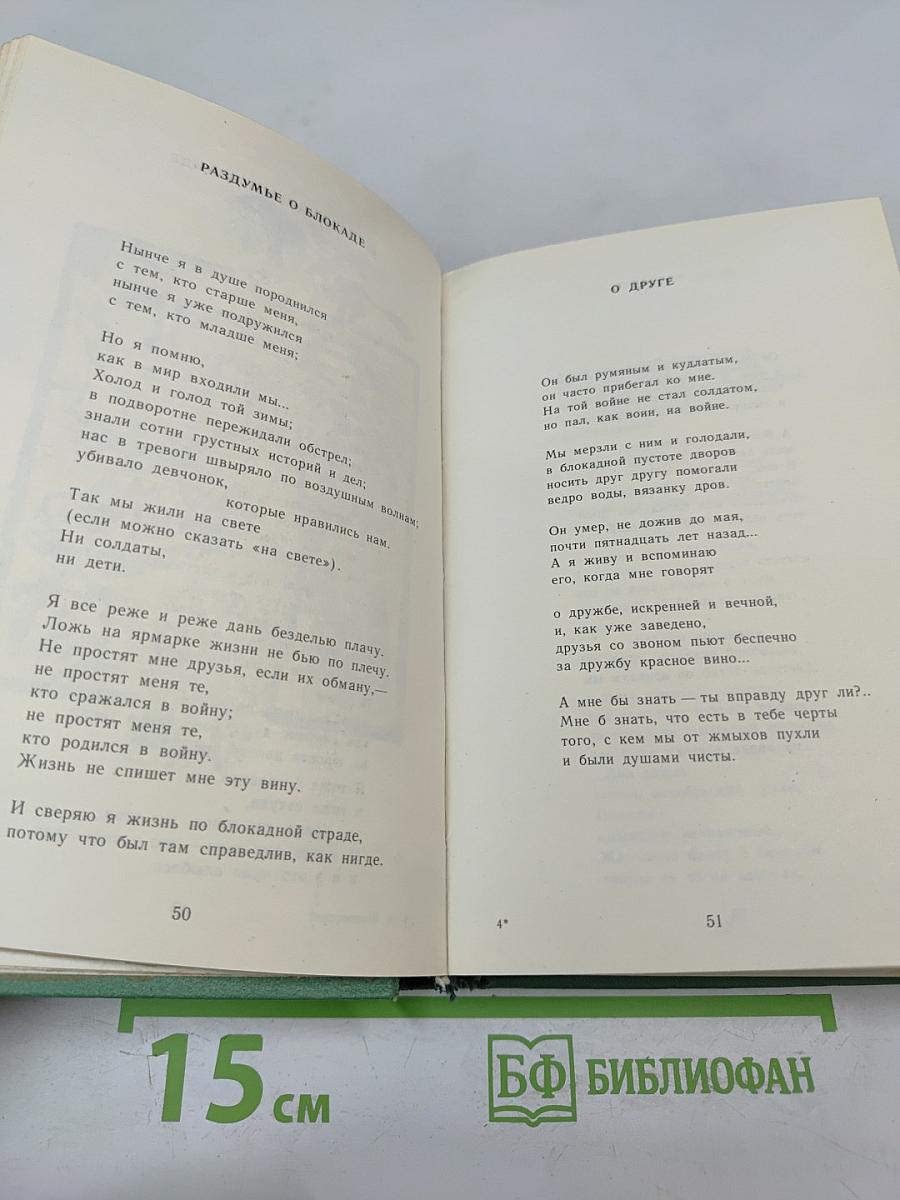 РАЗДУМЬЕ О БЛОКАДЕ
Нынче я в душе породнился
с тем, кто старше меня,
нынче я уже подружился
с тем, кто младше меня;
Но я помню,
как в мир входили мы...
Холод и голод той зимы;
в подворотне пережидали обстрел;
знали сотни грустных историй и дел;
нас в тревоги швыряло по воздушным волнам;
убивало девчонок,
которые нравились нам.
Так мы жили на свете
(если можно сказать «на свете»).
Ни солдаты,
ни дети.
Я все реже и реже дань безделью плачу.
Ложь на ярмарке жизни не бью по плечу.
Не простят мне друзья, если их обману,—
не простят меня те,
кто сражался в войну;
не простят меня те,
кто родился в войну.
Жизнь не спишет мне эту вину.
И сверяю я жизнь по блокадной страде,
потому что был там справедлив, как нигде.
50
О ДРУГЕ
Он был румяным и кудлатым,
он часто прибегал ко мне.
На той войне не стал солдатом,
но пал, как воин, на войне.
Мы мерзли с ним и голодали,
в блокадной пустоте дворов
носить друг другу помогали
ведро воды, вязанку дров.
Он умер, не дожив до мая,
почти пятнадцать лет назад...
А я живу и вспоминаю
его, когда мне говорят
о дружбе, искренней и вечной,
и, как уже заведено,
друзья со звоном пьют беспечно
за дружбу красное вино...
А мне бы знать — ты вправду друг ли?..
Мне б знать, что есть в тебе черты
того, с кем мы от жмыхов пухли
и были душами чисты.
4*
51
15 см
БФ БИБЛИОФАН